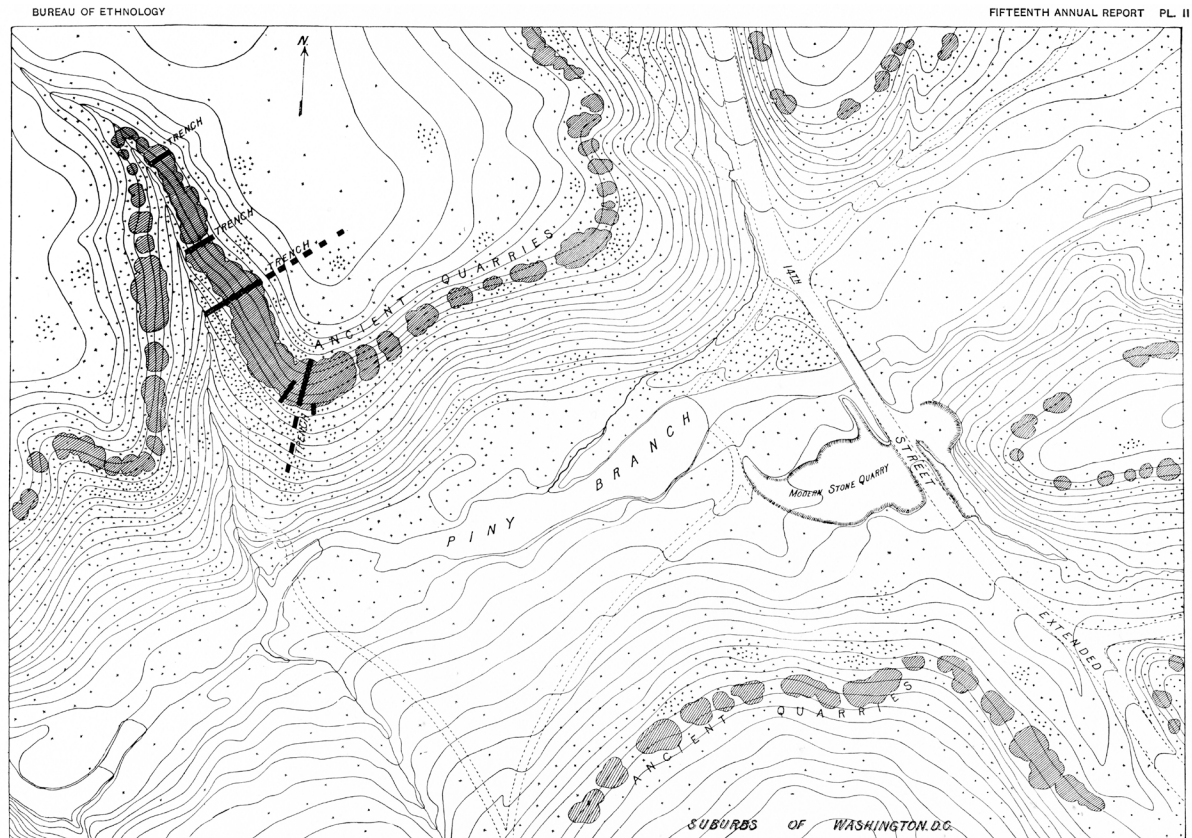 BUREAU OF ETHNOLOGY
FIFTEENTH ANNUAL REPORT PL. II
N.
TRENCH
TRENCH
TRENCH
ANCIENT QUARRIES
14TH
STREET
BRANCH
PINY
MODERN STONE QUARRY
EXTENDED
ANCIENT QUARRIES
SUBURBS OF WASHINGTON.D.C.